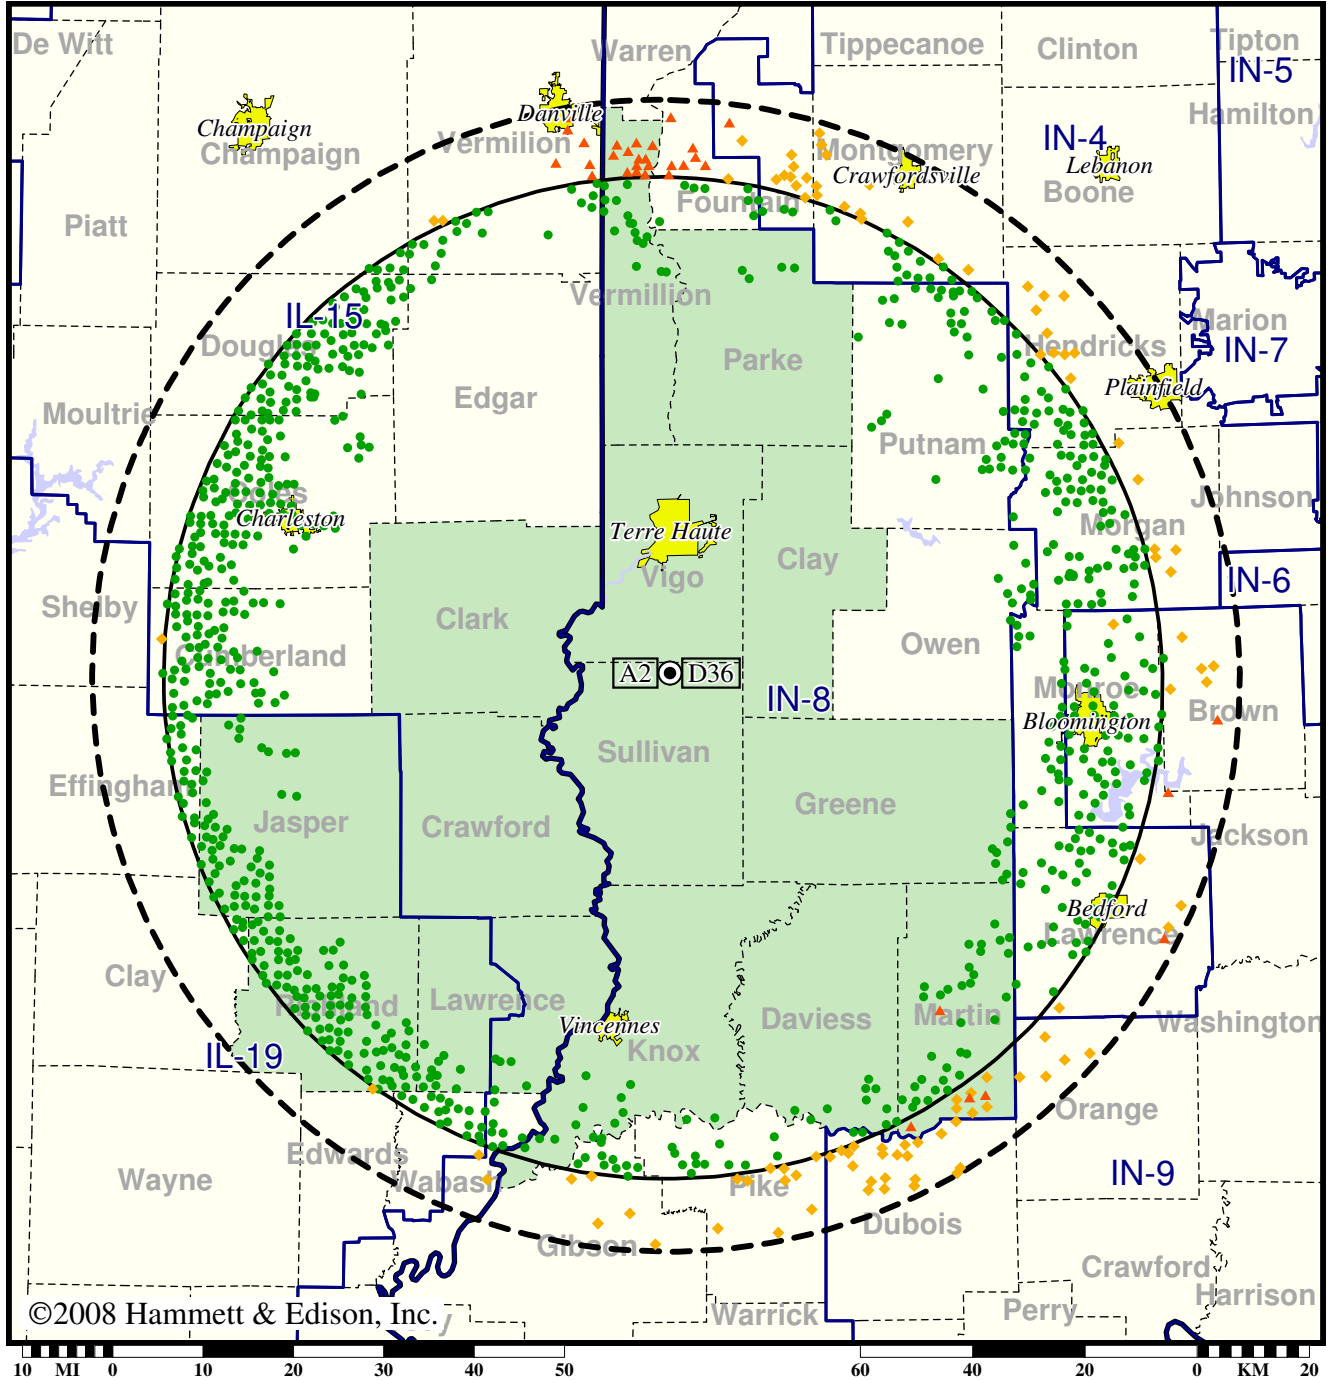 De Witt
Warren
Tippecanoe
Clinton
Tipton
IN-5
Hamilton
Danville
Champaign
Champaign
Vermilion
Montgomery
Crawfordsville
IN-4
Lebanon
Boone
Piatt
Fountain
Vermillion
IL-15
Douglas
Marion
IN-7
Hendricks
Parke
Plainfield
Edgar
Moultrie
Putnam
Coles
Charleston
Terre Haute
Johnson
Morgan
Clay
Vigo
IN-6
Shelby
Clark
Owen
Cumberland
A2
D36
IN-8
Monroe
Bloomington
Brown
Sullivan
Effingham
Greene
Jasper
Crawford
Jackson
Bedford
Lawrence
Clay
Richland
Lawrence
Vincennes
Daviess
Martin
Washington
Knox
IL-19
Orange
Edwards
Wayne
Wabash
Pike
IN-9
Dubois
Gibson
Crawford
Harrison
©2008 Hammett & Edison, Inc.
Warrick
Perry
10 MI 0 10 20 30 40 50
60 40 20 0 KM 20